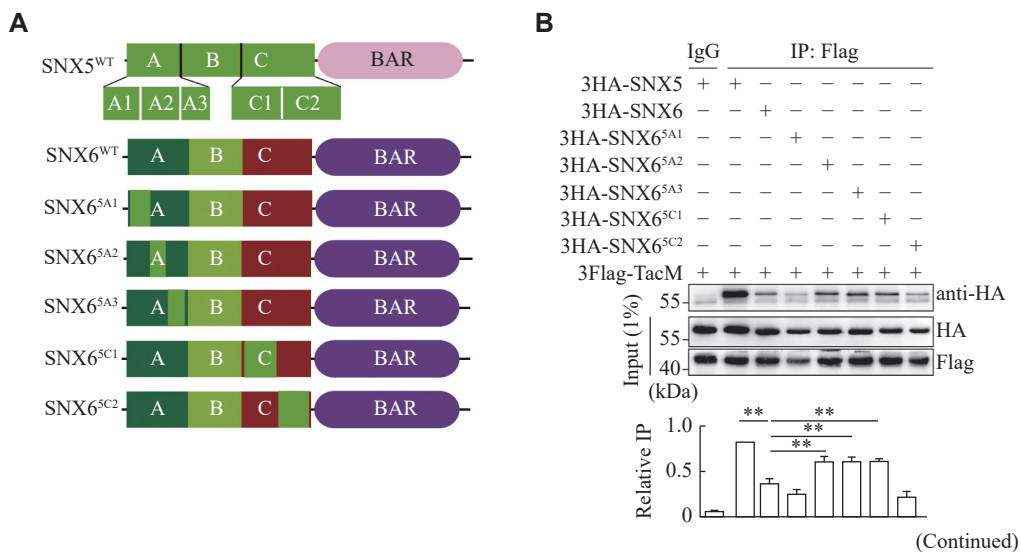 A
SNX5WT
A B C BAR
A1 A2 A3 C1 C2
SNX6WT A B C BAR
SNX65A1 A B C BAR
SNX65A2 A B C BAR
SNX65A3 A B C BAR
SNX65C1 A B C BAR
SNX65C2 A B C BAR
B
IgG IP: Flag
3HA-SNX5 + + − − − − − −
3HA-SNX6 − − + − − − − −
3HA-SNX65A1 − − − + − − − −
3HA-SNX65A2 − − − − + − − −
3HA-SNX65A3 − − − − − + − −
3HA-SNX65C1 − − − − − − + −
3HA-SNX65C2 − − − − − − − +
3Flag-TacM + + + + + + + +
55 anti-HA
Input (1%)
55 HA
40 Flag
(kDa)
Relative IP
1.0
0.5
0
** **
**
**
(Continued)